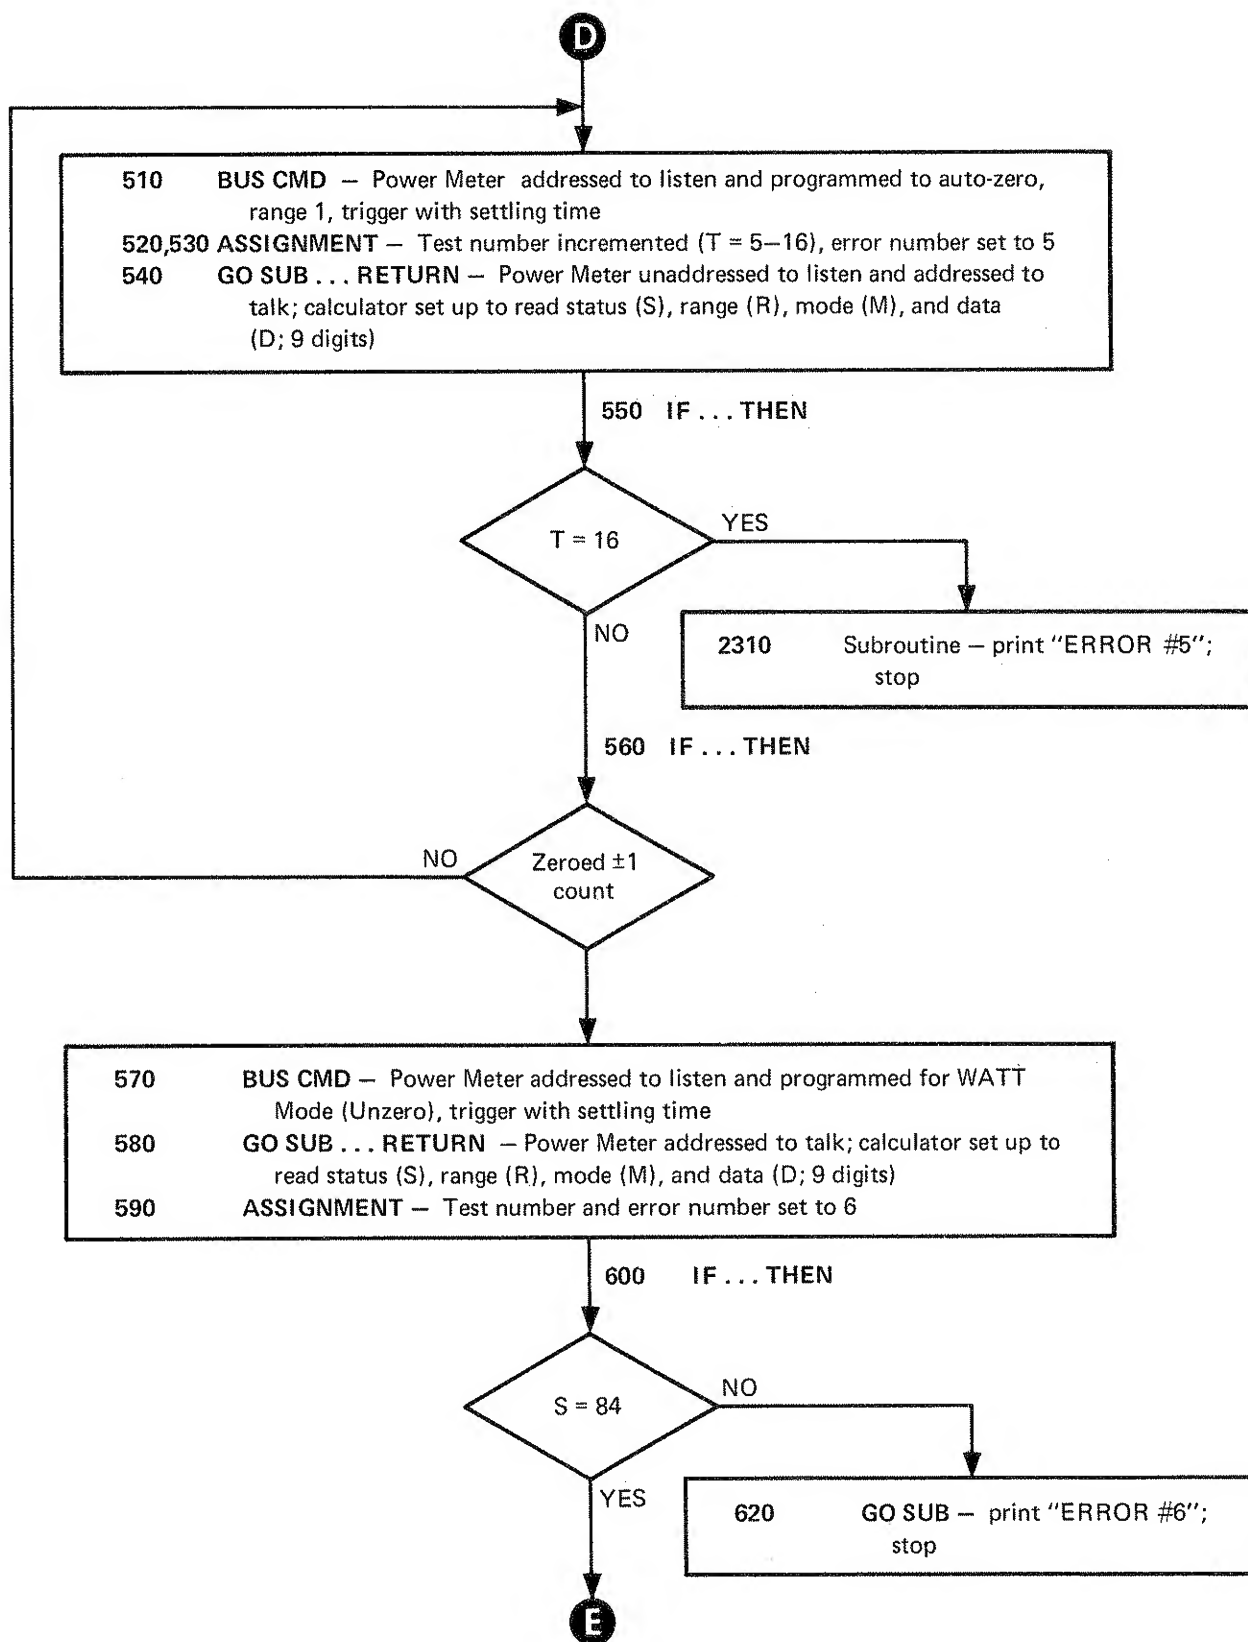 D
510 BUS CMD – Power Meter addressed to listen and programmed to auto-zero,
range 1, trigger with settling time
520,530 ASSIGNMENT – Test number incremented (T = 5–16), error number set to 5
540 GO SUB . . . RETURN – Power Meter unaddressed to listen and addressed to
talk; calculator set up to read status (S), range (R), mode (M), and data
(D; 9 digits)
550 IF . . . THEN
T = 16
YES
NO
2310 Subroutine – print "ERROR #5";
stop
560 IF . . . THEN
NO
Zeroed ±1
count
570 BUS CMD – Power Meter addressed to listen and programmed for WATT
Mode (Unzero), trigger with settling time
580 GO SUB . . . RETURN – Power Meter addressed to talk; calculator set up to
read status (S), range (R), mode (M), and data (D; 9 digits)
590 ASSIGNMENT – Test number and error number set to 6
600 IF . . . THEN
S = 84
NO
YES
620 GO SUB – print "ERROR #6";
stop
E